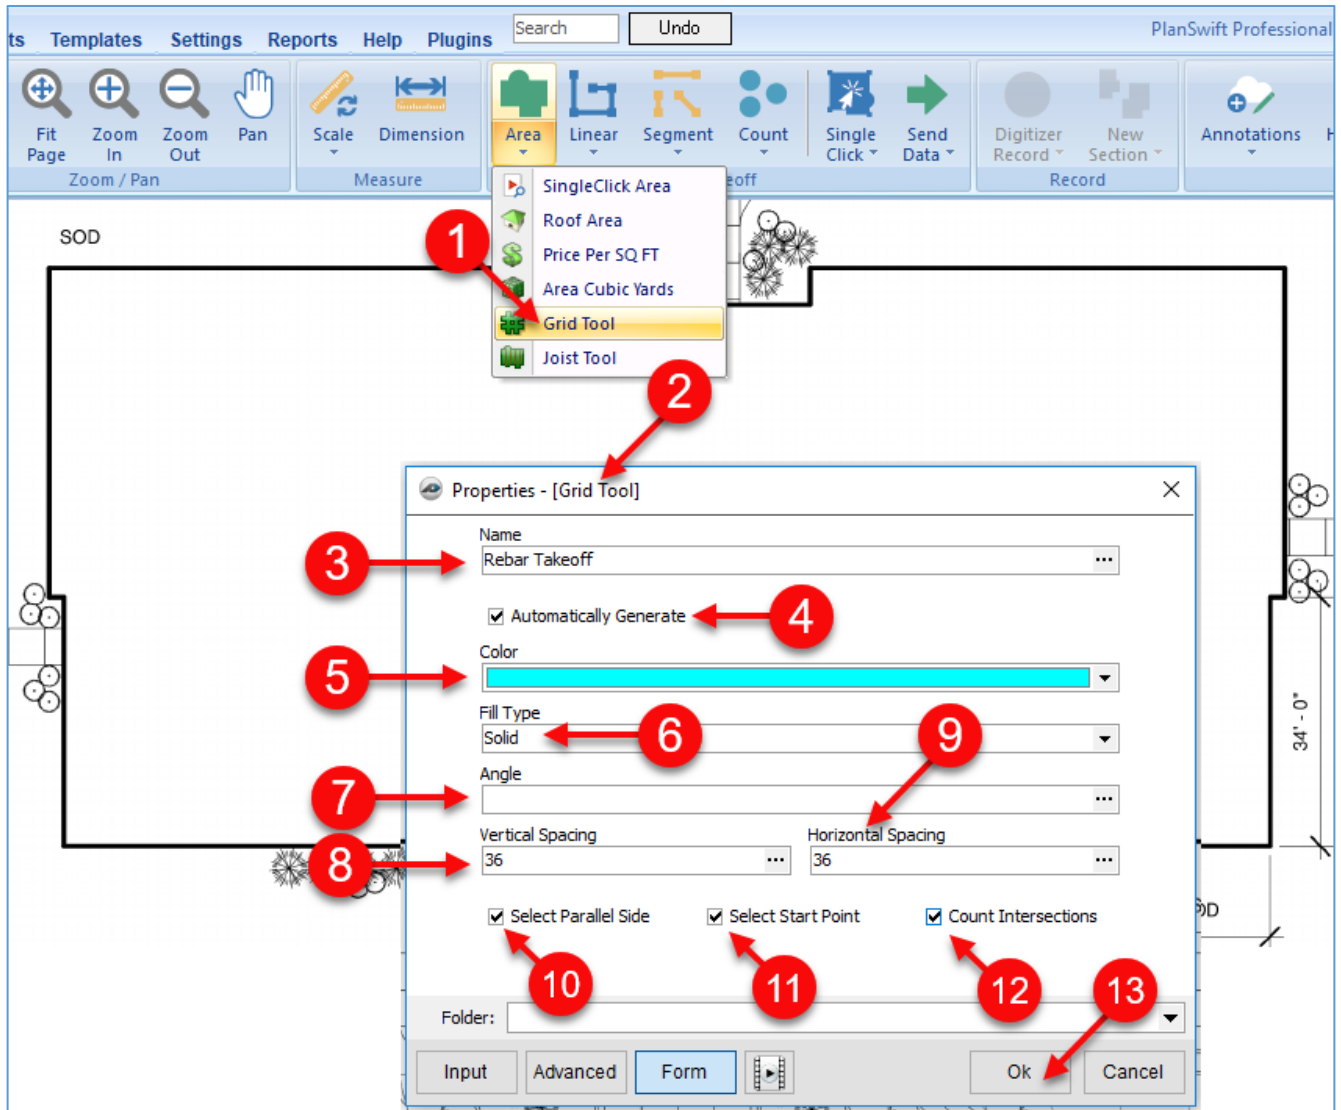 Search Undo
PlanSwift Professional
ts Templates Settings Reports Help Plugins
Fit Page Zoom In Zoom Out Pan Scale Dimension Area Linear Segment Count Single Click Send Data Digitizer Record New Section Annotations H
Zoom / Pan Measure eoff Record
SingleClick Area
SOD
Roof Area
1
Price Per SQ FT
Area Cubic Yards
Grid Tool
Joist Tool
2
Properties - [Grid Tool]
Name
3 Rebar Takeoff ...
Automatically Generate 4
Color
5
Fill Type
Solid 6 9
34' - 0"
Angle
7 ...
Vertical Spacing Horizontal Spacing
8 36 ... 36 ...
Select Parallel Side Select Start Point Count Intersections
OD
10 11 12 13
Folder:
Input Advanced Form Ok Cancel